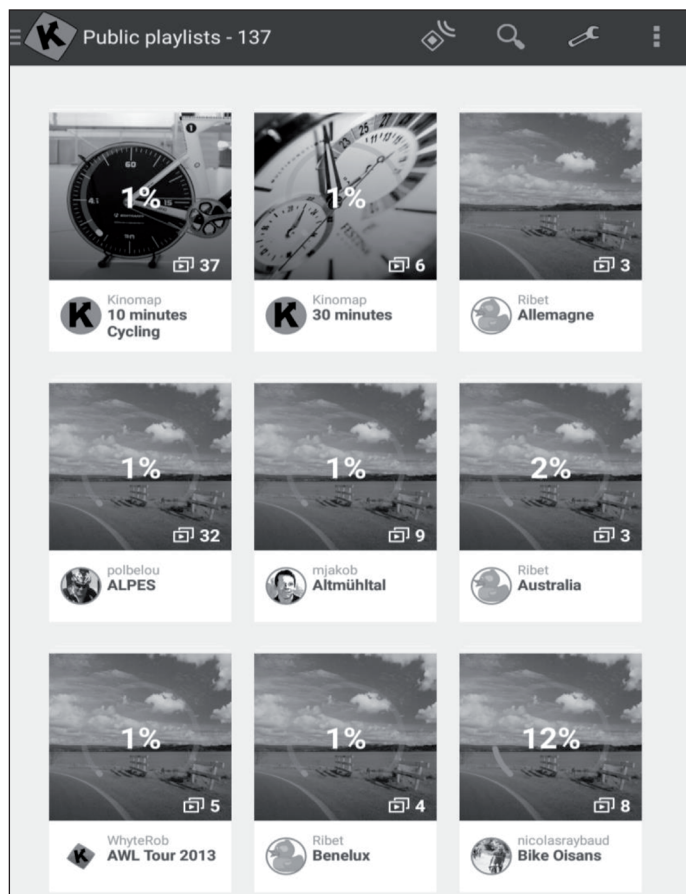 Public playlists - 137
1%
37
Kinomap
10 minutes
Cycling
1%
6
Kinomap
30 minutes
3
Ribet
Allemagne
1%
32
polbelou
ALPES
1%
9
mjakob
Altmühltal
2%
3
Ribet
Australia
1%
5
WhyteRob
AWL Tour 2013
1%
4
Ribet
Benelux
12%
8
nicolasraybaud
Bike Oisans